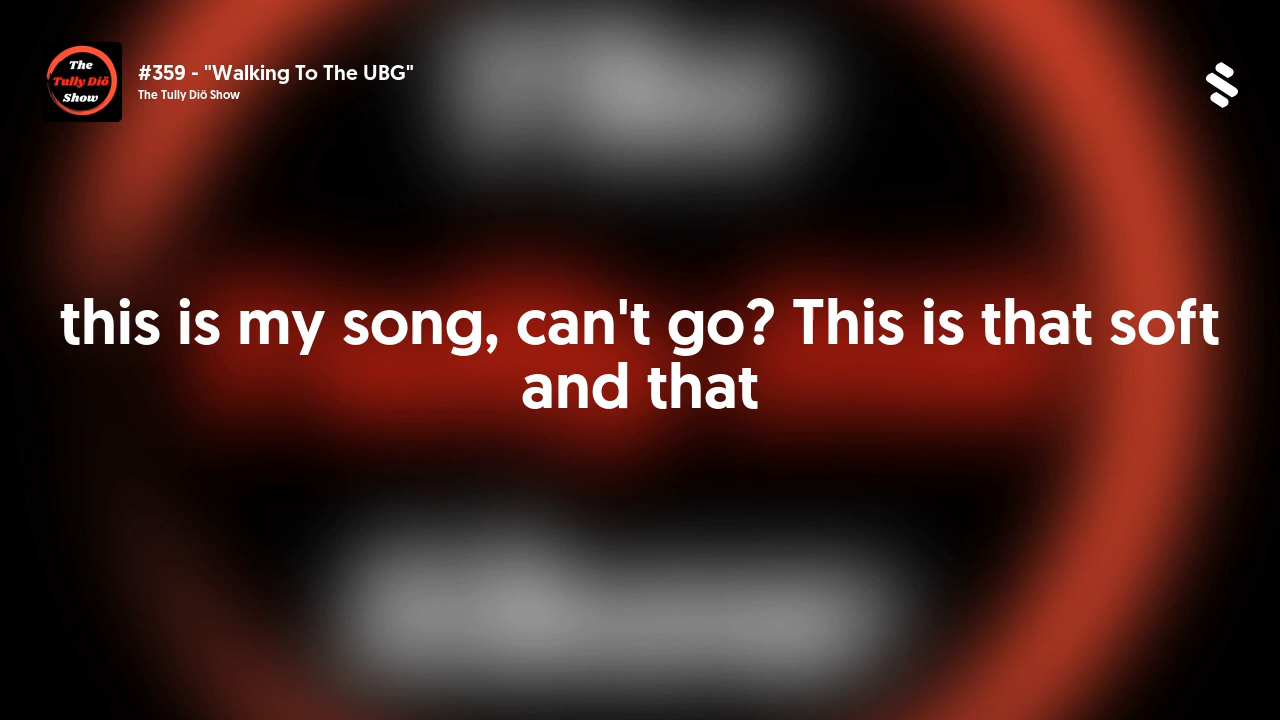 The
Tully Diö
Show
#359 - "Walking To The UBG"
The Tully Diö Show
this is my song, can't go? This is that soft
and that